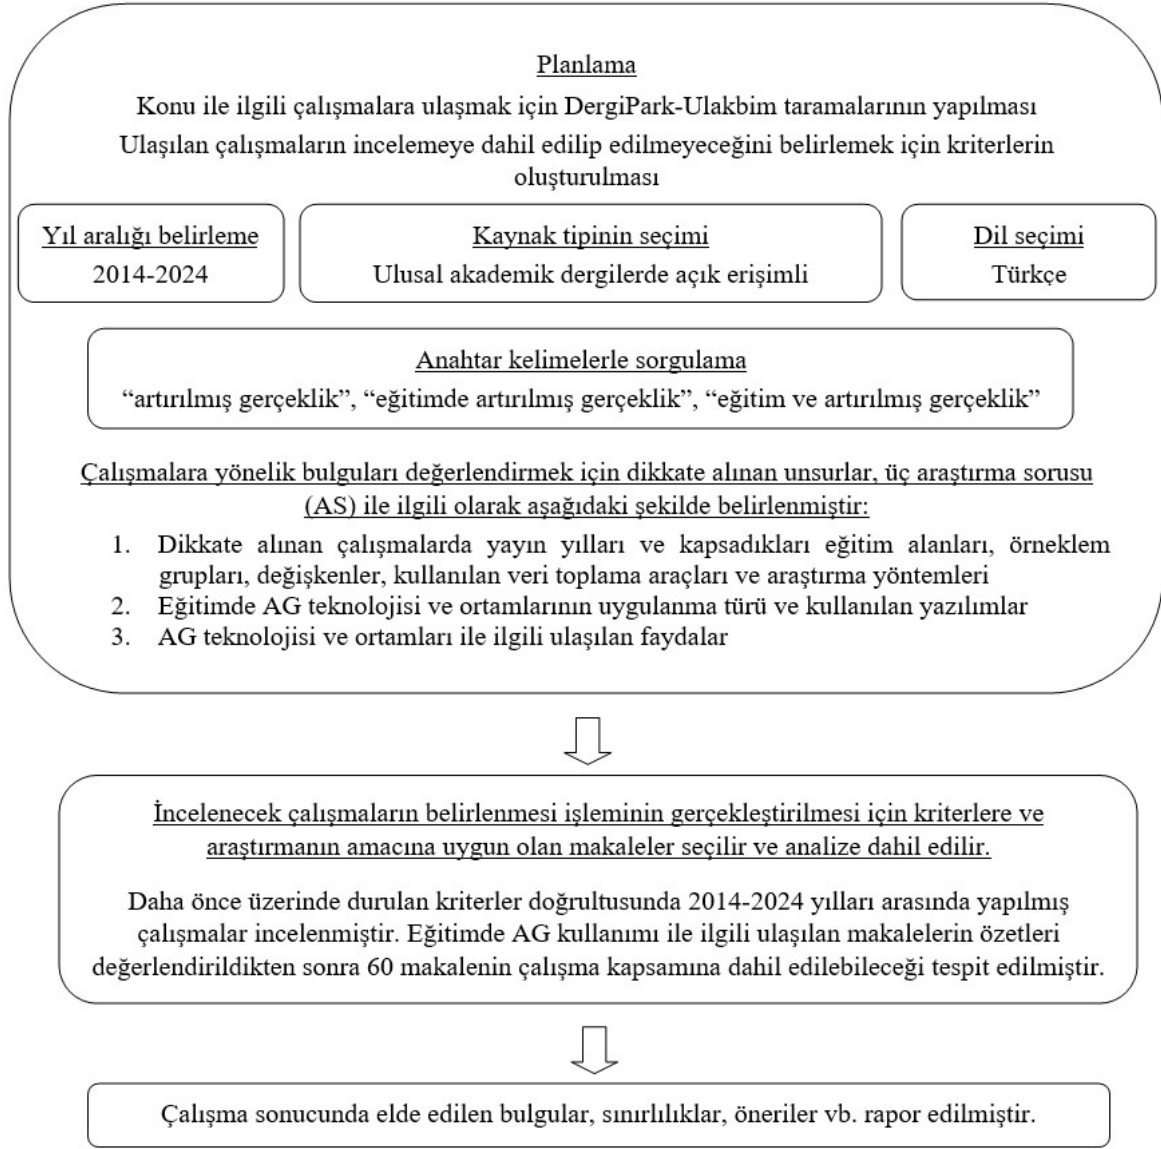 Planlama
Konu ile ilgili çalışmalara ulaşmak için DergiPark-Ulakbim taramalarının yapılması
Ulaşılan çalışmaların incelemeye dahil edilip edilmeyeceğini belirlemek için kriterlerin
oluşturulması
Yıl aralığı belirleme
2014-2024
Kaynak tipinin seçimi
Ulusal akademik dergilerde açık erişimli
Dil seçimi
Türkçe
Anahtar kelimelerle sorgulama
“artırılmış gerçeklik”, “eğitimde artırılmış gerçeklik”, “eğitim ve artırılmış gerçeklik”
Çalışmalara yönelik bulguları değerlendirmek için dikkate alınan unsurlar, üç araştırma sorusu
(AS) ile ilgili olarak aşağıdaki şekilde belirlenmiştir:
1. Dikkate alınan çalışmalarda yayın yılları ve kapsadıkları eğitim alanları, örneklem
grupları, değişkenler, kullanılan veri toplama araçları ve araştırma yöntemleri
2. Eğitimde AG teknolojisi ve ortamlarının uygulanma türü ve kullanılan yazılımlar
3. AG teknolojisi ve ortamları ile ilgili ulaşılan faydalar
İncelenecek çalışmaların belirlenmesi işleminin gerçekleştirilmesi için kriterlere ve
araştırmanın amacına uygun olan makaleler seçilir ve analize dahil edilir.
Daha önce üzerinde durulan kriterler doğrultusunda 2014-2024 yılları arasında yapılmış
çalışmalar incelenmiştir. Eğitimde AG kullanımı ile ilgili ulaşılan makalelerin özetleri
değerlendirildikten sonra 60 makalenin çalışma kapsamına dahil edilebileceği tespit edilmiştir.
Çalışma sonucunda elde edilen bulgular, sınırlılıklar, öneriler vb. rapor edilmiştir.